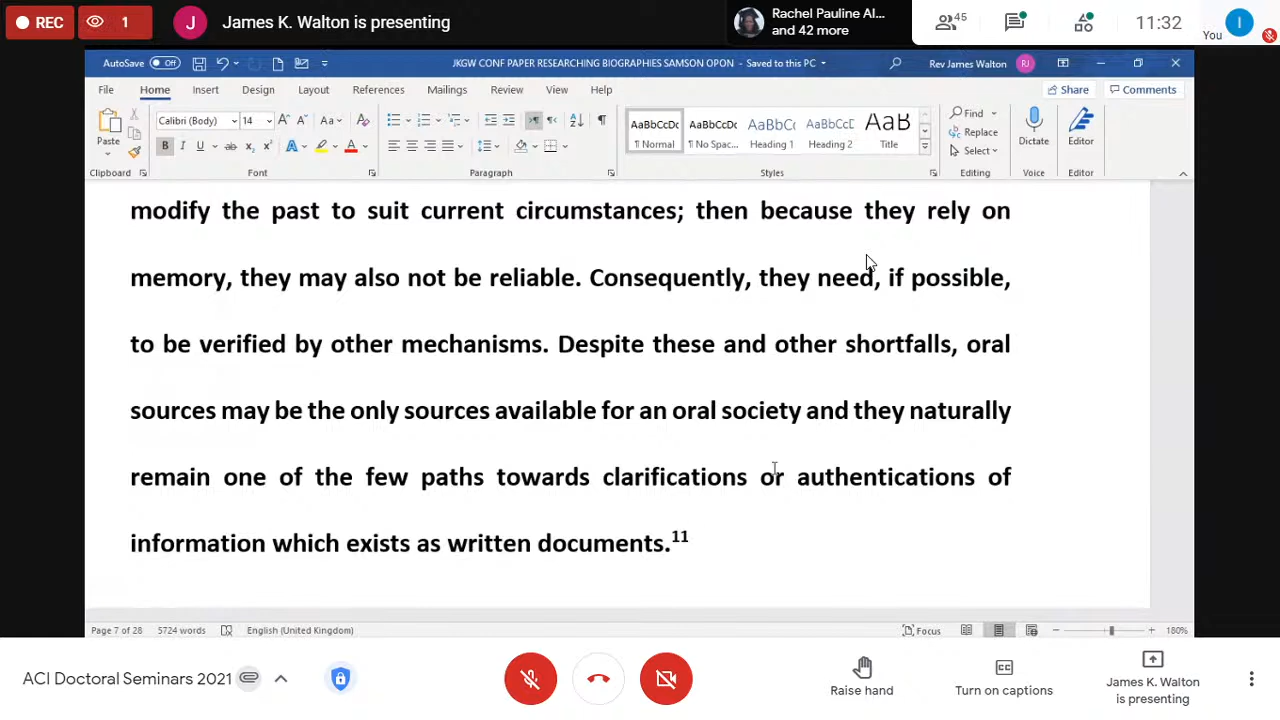 REC
1
J
James K. Walton is presenting
Rachel Pauline Al...
and 42 more
45
11:32
You
I
AutoSave
Off
JKGW CONF PAPER RESEARCHING BIOGRAPHIES SAMSON OPON - Saved to this PC
Rev James Walton
RJ
File
Home
Insert
Design
Layout
References
Mailings
Review
View
Help
Share
Comments
Paste
Calibri (Body)
14
AaBbCcDc
AaBbCcDc
AaBbC(
AaBbCcE
AaB
¶ Normal
¶ No Spac...
Heading 1
Heading 2
Title
Find
Replace
Select
Dictate
Editor
Clipboard
Font
Paragraph
Styles
Editing
Voice
Editor
modify the past to suit current circumstances; then because they rely on
memory, they may also not be reliable. Consequently, they need, if possible,
to be verified by other mechanisms. Despite these and other shortfalls, oral
sources may be the only sources available for an oral society and they naturally
remain one of the few paths towards clarifications or authentications of
information which exists as written documents.11
Page 7 of 28
5724 words
English (United Kingdom)
Focus
180%
ACI Doctoral Seminars 2021
Raise hand
Turn on captions
James K. Walton
is presenting